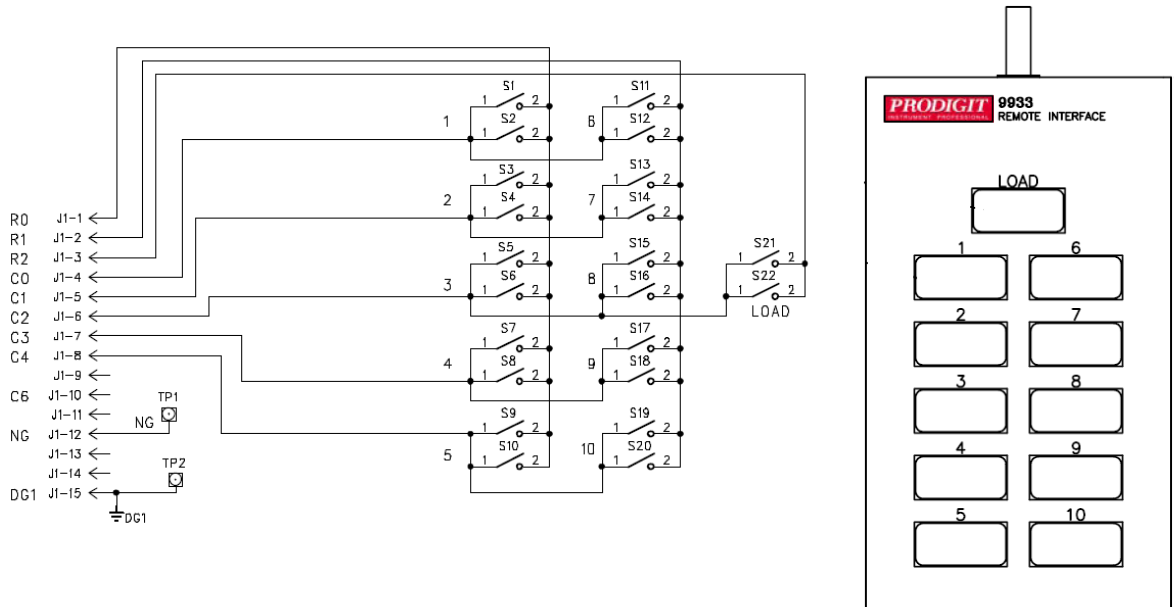 R0 J1-1
R1 J1-2
R2 J1-3
C0 J1-4
C1 J1-5
C2 J1-6
C3 J1-7
C4 J1-8
J1-9
C6 J1-10
J1-11
NG J1-12
J1-13
J1-14
DG1 J1-15
DG1
TP1
NG
TP2
1
S1
1 2
S2
1 2
6
S11
1 2
S12
1 2
2
S3
1 2
S4
1 2
7
S13
1 2
S14
1 2
3
S5
1 2
S6
1 2
8
S15
1 2
S16
1 2
S21
1 2
S22
1 2
LOAD
4
S7
1 2
S8
1 2
9
S17
1 2
S18
1 2
5
S9
1 2
S10
1 2
10
S19
1 2
S20
1 2
PRODIGIT 9933
INSTRUMENT PROFESSIONAL REMOTE INTERFACE
LOAD
1 6
2 7
3 8
4 9
5 10